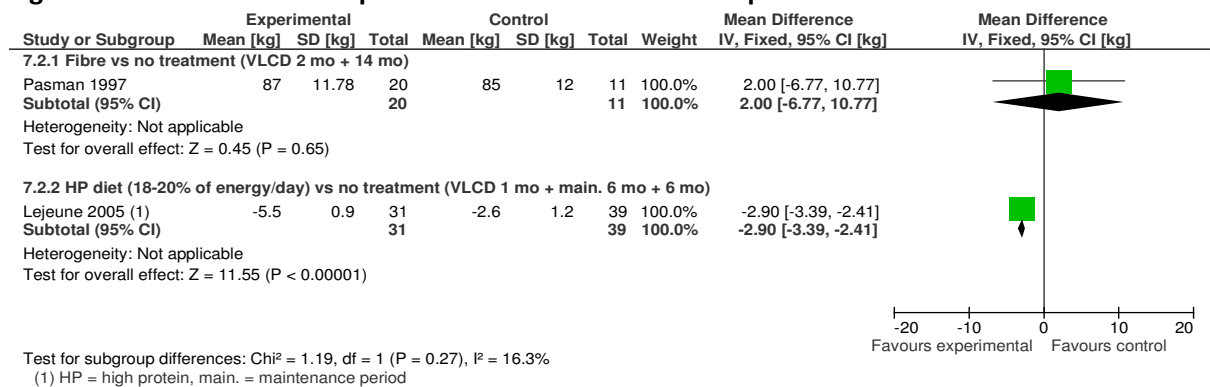 Experimental Control Mean Difference Mean Difference
Study or Subgroup Mean [kg] SD [kg] Total Mean [kg] SD [kg] Total Weight IV, Fixed, 95% CI [kg] IV, Fixed, 95% CI [kg]
7.2.1 Fibre vs no treatment (VLCD 2 mo + 14 mo)
Pasman 1997 87 11.78 20 85 12 11 100.0% 2.00 [-6.77, 10.77]
Subtotal (95% CI) 20 11 100.0% 2.00 [-6.77, 10.77]
Heterogeneity: Not applicable
Test for overall effect: Z = 0.45 (P = 0.65)
7.2.2 HP diet (18-20% of energy/day) vs no treatment (VLCD 1 mo + main. 6 mo + 6 mo)
Lejeune 2005 (1) -5.5 0.9 31 -2.6 1.2 39 100.0% -2.90 [-3.39, -2.41]
Subtotal (95% CI) 31 39 100.0% -2.90 [-3.39, -2.41]
Heterogeneity: Not applicable
Test for overall effect: Z = 11.55 (P < 0.00001)
-20 -10 0 10 20
Favours experimental Favours control
Test for subgroup differences: Chi² = 1.19, df = 1 (P = 0.27), I² = 16.3%
(1) HP = high protein, main. = maintenance period